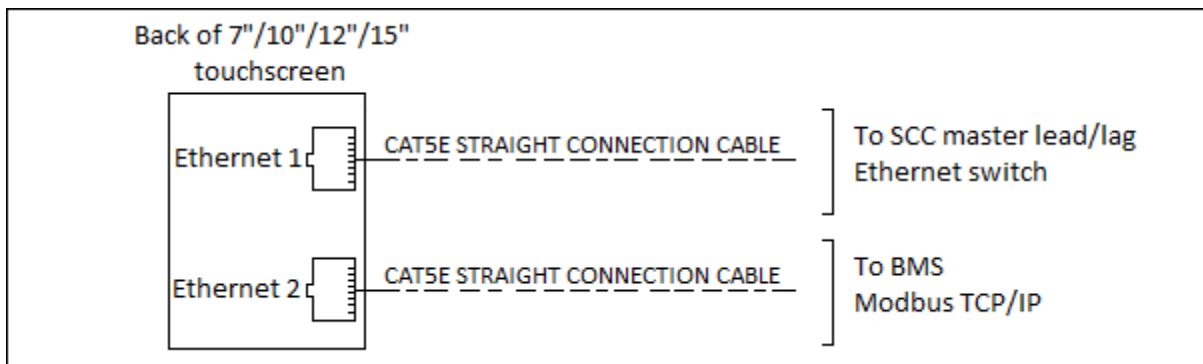 Back of 7"/10"/12"/15"
touchscreen
Ethernet 1
CAT5E STRAIGHT CONNECTION CABLE
To SCC master lead/lag
Ethernet switch
Ethernet 2
CAT5E STRAIGHT CONNECTION CABLE
To BMS
Modbus TCP/IP